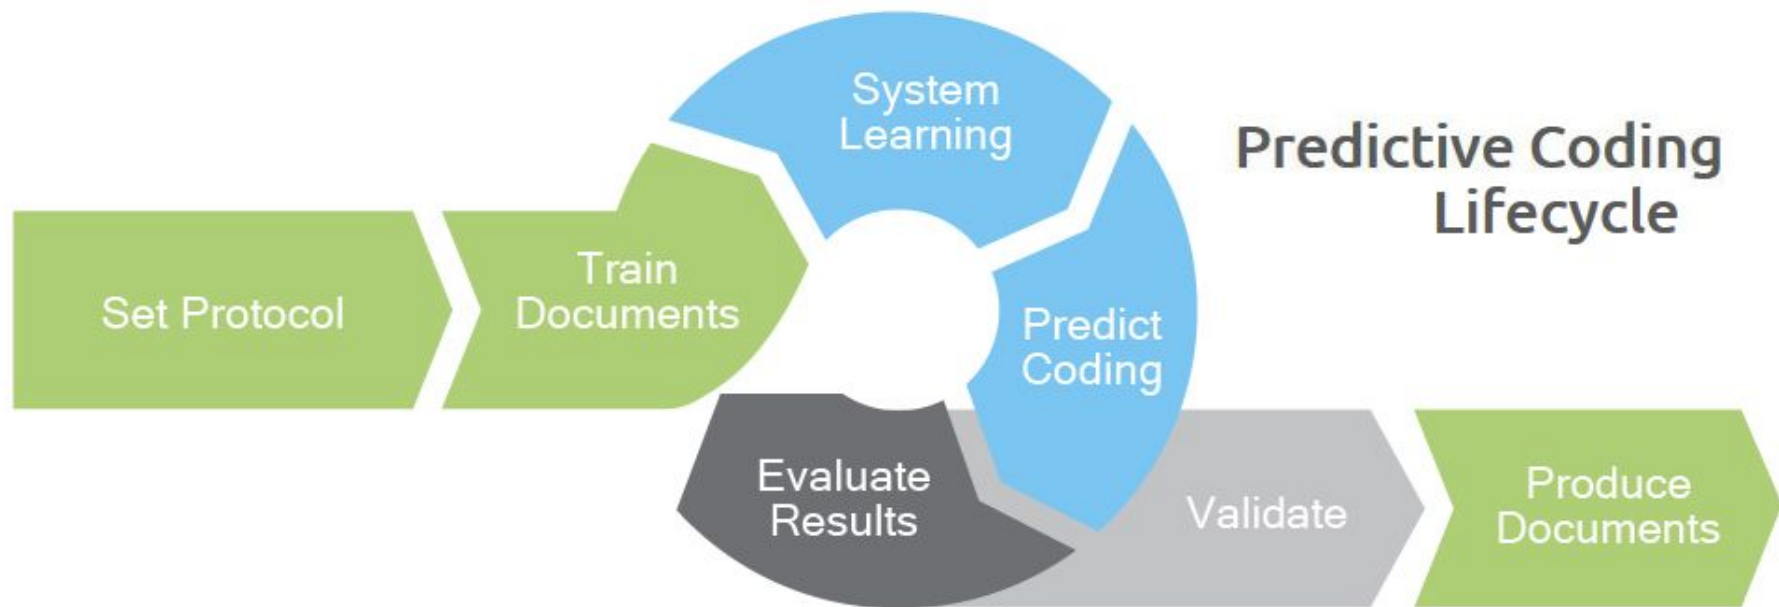 Predictive Coding
Lifecycle
Set Protocol
Train
Documents
System
Learning
Predict
Coding
Evaluate
Results
Validate
Produce
Documents